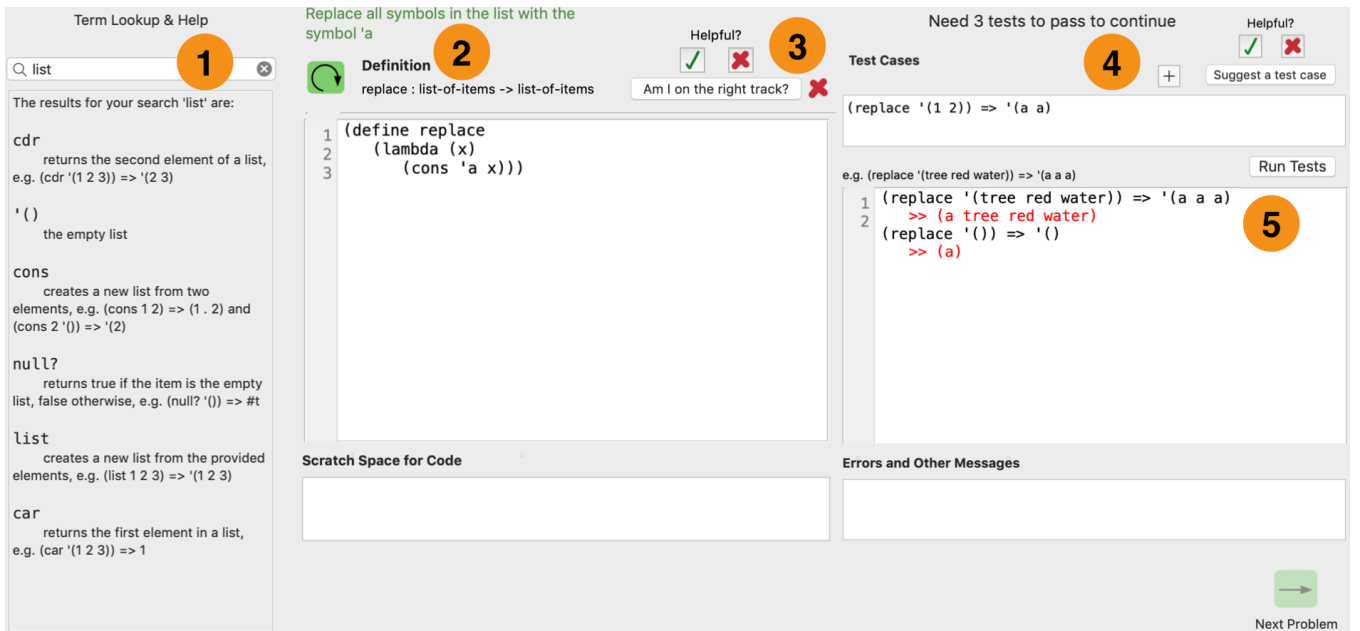 Term Lookup & Help
1
list
The results for your search 'list' are:
cdr
returns the second element of a list,
e.g. (cdr '(1 2 3)) => '(2 3)
'()
the empty list
cons
creates a new list from two
elements, e.g. (cons 1 2) => (1 . 2) and
(cons 2 '()) => '(2)
null?
returns true if the item is the empty
list, false otherwise, e.g. (null? '()) => #t
list
creates a new list from the provided
elements, e.g. (list 1 2 3) => '(1 2 3)
car
returns the first element in a list,
e.g. (car '(1 2 3)) => 1
Replace all symbols in the list with the
symbol 'a
2
Definition
replace : list-of-items -> list-of-items
Helpful?
3
Am I on the right track?
1 (define replace
2 (lambda (x)
3 (cons 'a x)))
Scratch Space for Code
Need 3 tests to pass to continue
Helpful?
Test Cases
4
+
Suggest a test case
(replace '(1 2)) => '(a a)
Run Tests
e.g. (replace '(tree red water)) => '(a a a)
1 (replace '(tree red water)) => '(a a a)
2 >> (a tree red water)
(replace '()) => '()
>> (a)
5
Errors and Other Messages
Next Problem